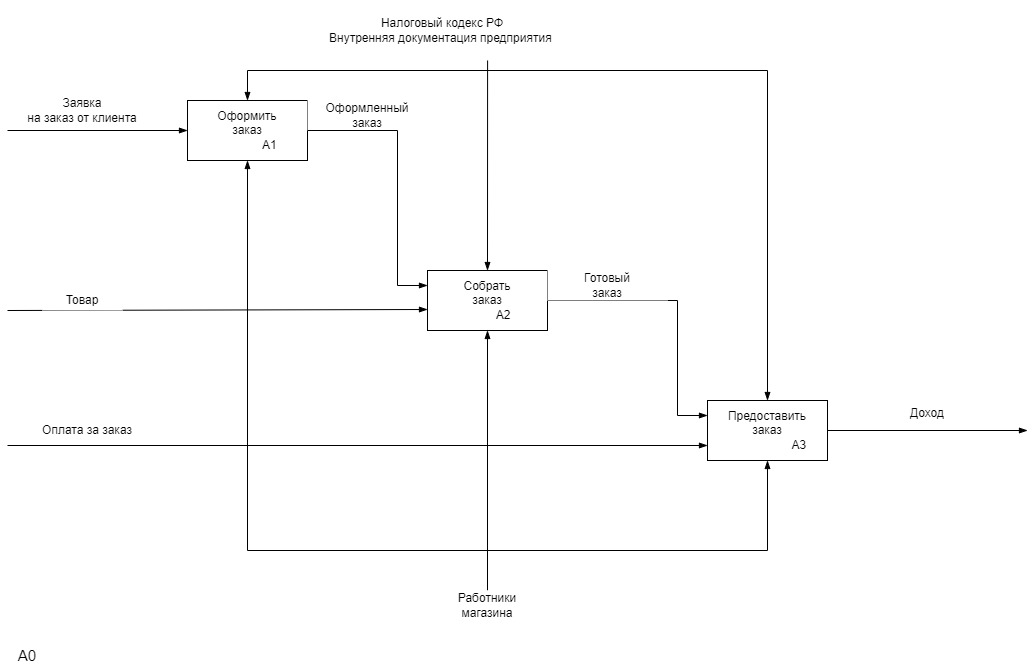 Налоговый кодекс РФ
Внутренняя документация предприятия
Заявка
на заказ от клиента
Оформить
заказ
А1
Оформленный
заказ
Товар
Собрать
заказ
А2
Готовый
заказ
Оплата за заказ
Предоставить
заказ
А3
Доход
Работники
магазина
А0